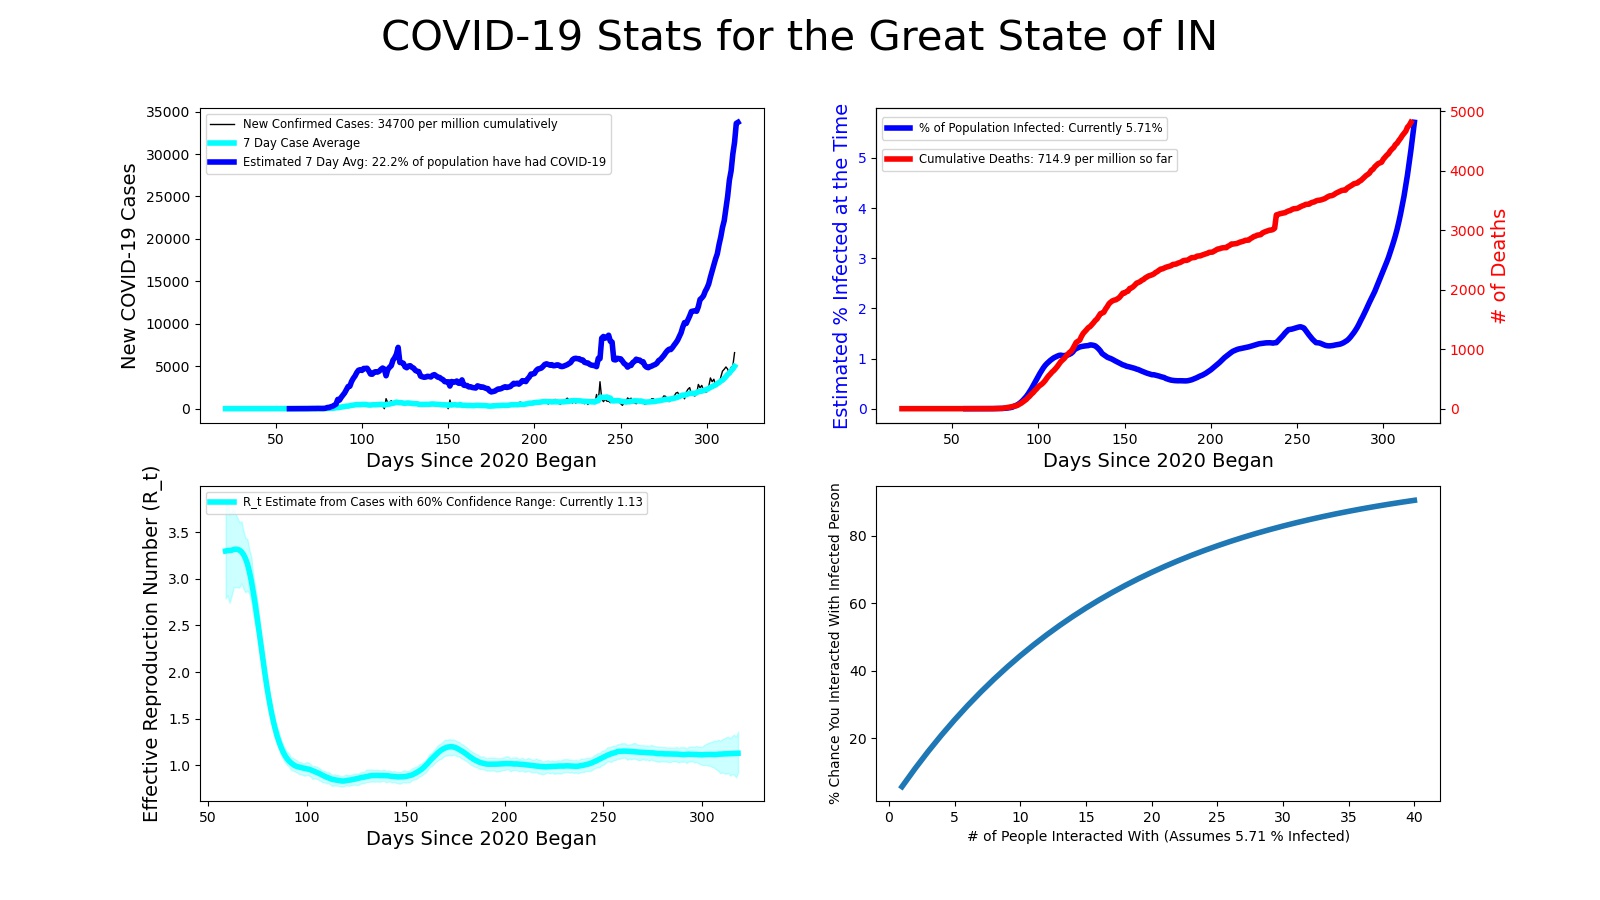 COVID-19 Stats for the Great State of IN
New COVID-19 Cases
35000
30000
25000
20000
15000
10000
5000
0
New Confirmed Cases: 34700 per million cumulatively
7 Day Case Average
Estimated 7 Day Avg: 22.2% of population have had COVID-19
50 100 150 200 250 300
Days Since 2020 Began
Estimated % Infected at the Time
5
4
3
2
1
0
% of Population Infected: Currently 5.71%
Cumulative Deaths: 714.9 per million so far
5000
4000
3000
2000
1000
0
# of Deaths
50 100 150 200 250 300
Days Since 2020 Began
Effective Reproduction Number (R_t)
3.5
3.0
2.5
2.0
1.5
1.0
R_t Estimate from Cases with 60% Confidence Range: Currently 1.13
50 100 150 200 250 300
Days Since 2020 Began
% Chance You Interacted With Infected Person
80
60
40
20
0 5 10 15 20 25 30 35 40
# of People Interacted With (Assumes 5.71 % Infected)